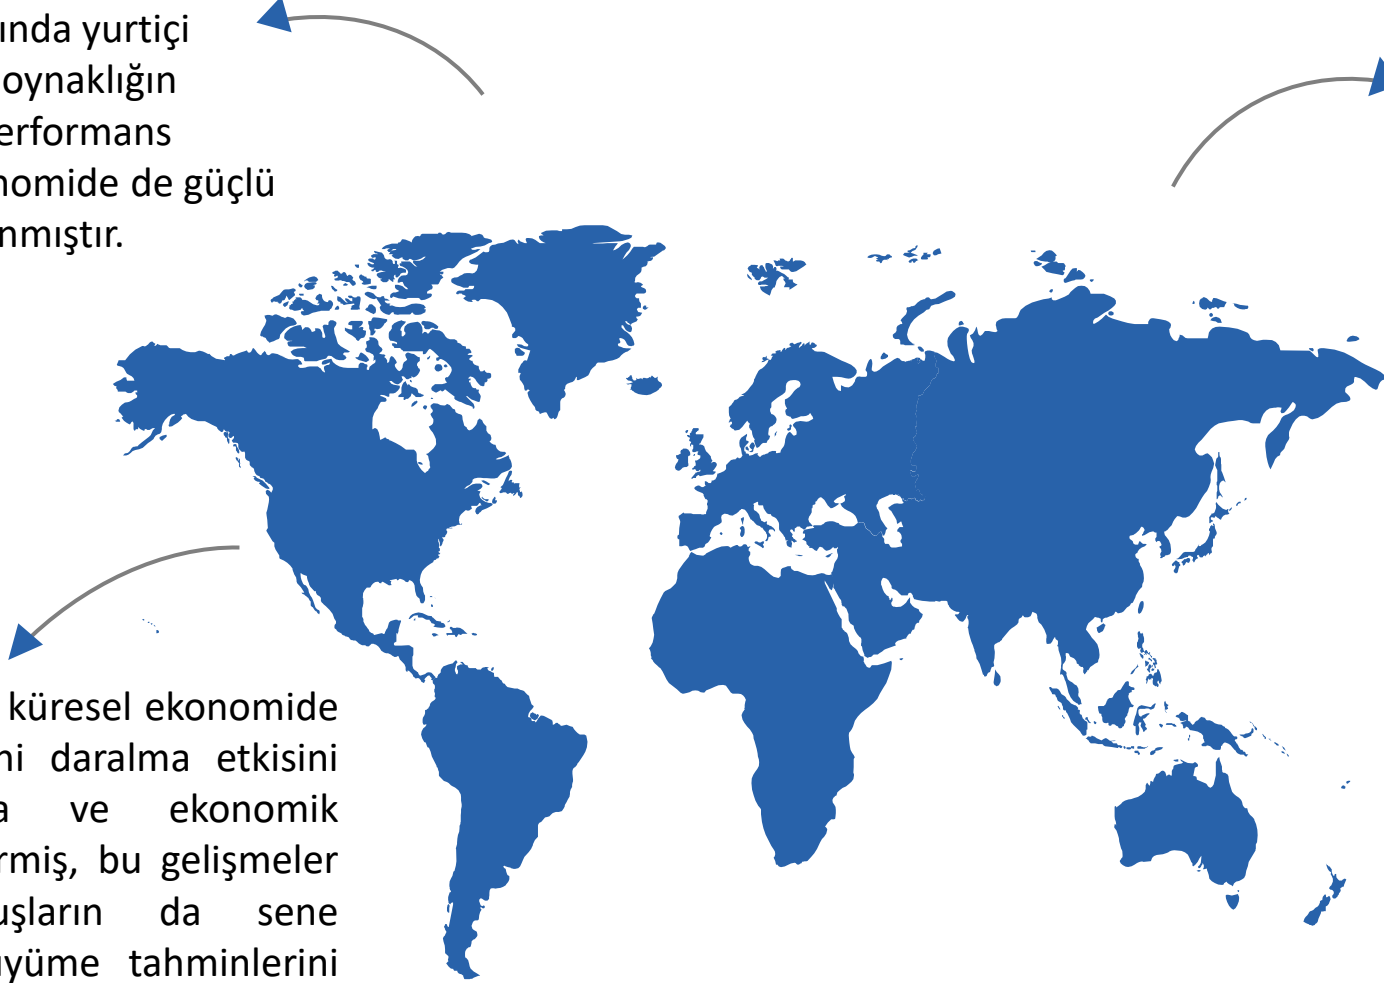 ında yurtiçi
oynaklığın
erformans
nomide de güçlü
nmıştır.
küresel ekonomide
ni daralma etkisini
a ve ekonomik
rmiş, bu gelişmeler
uşların da sene
üyüme tahminlerini